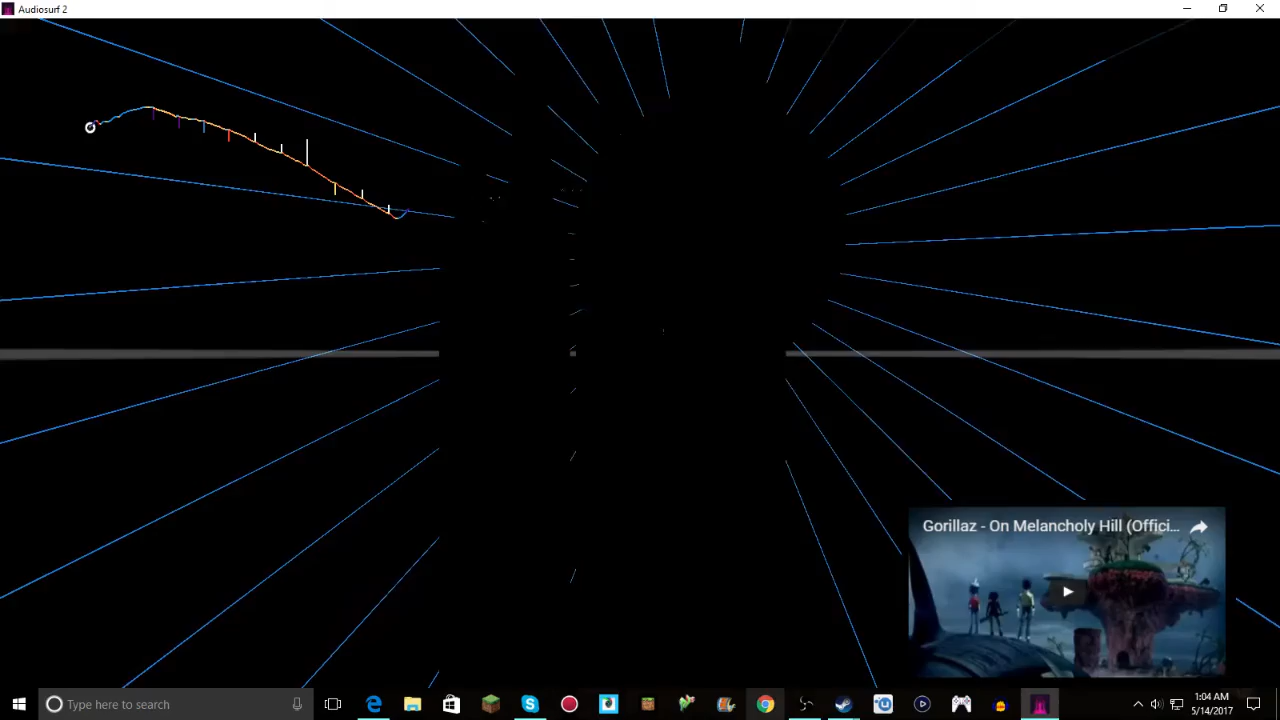 Audiosurf 2
Gorillaz - On Melancholy Hill (Offici...
Type here to search
1:04 AM
5/14/2017